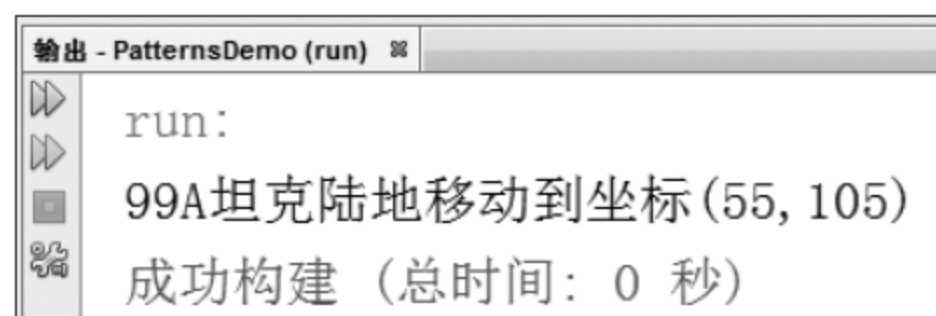 输出 - PatternsDemo (run)
run:
99A坦克陆地移动到坐标(55,105)
成功构建 (总时间: 0 秒)